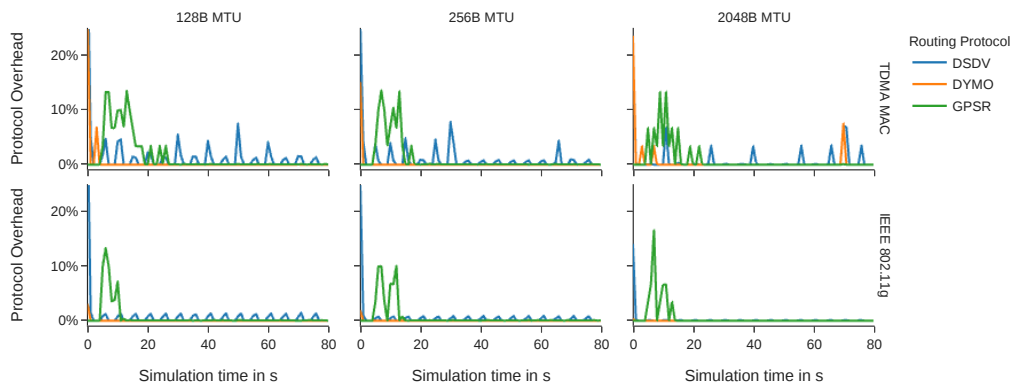 128B MTU
256B MTU
2048B MTU
Routing Protocol
DSDV
DYMO
GPSR
Protocol Overhead
20%
10%
0%
TDMA MAC
Protocol Overhead
20%
10%
0%
IEEE 802.11g
0 20 40 60 80
0 20 40 60 80
0 20 40 60 80
Simulation time in s
Simulation time in s
Simulation time in s